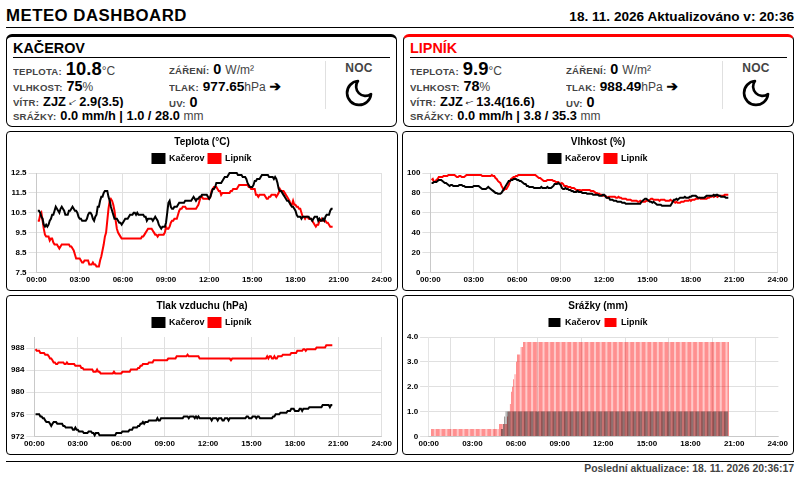 METEO DASHBOARD
18. 11. 2026 Aktualizováno v: 20:36
KAČEROV
TEPLOTA: 10.8°C
ZÁŘENÍ: 0 W/m²
NOC
VLHKOST: 75%
TLAK: 977.65hPa ➔
VÍTR: ZJZ ← 2.9(3.5)
UV: 0
SRÁŽKY: 0.0 mm/h | 1.0 / 28.0 mm
LIPNÍK
TEPLOTA: 9.9°C
ZÁŘENÍ: 0 W/m²
NOC
VLHKOST: 78%
TLAK: 988.49hPa ➔
VÍTR: ZJZ ← 13.4(16.6)
UV: 0
SRÁŽKY: 0.0 mm/h | 3.8 / 35.3 mm
Teplota (°C)
Kačerov Lipník
12.5
11.5
10.5
9.5
8.5
7.5
00:00 03:00 06:00 09:00 12:00 15:00 18:00 21:00 24:00
Vlhkost (%)
Kačerov Lipník
100
80
60
40
20
0
00:00 03:00 06:00 09:00 12:00 15:00 18:00 21:00 24:00
Tlak vzduchu (hPa)
Kačerov Lipník
988
984
980
976
972
00:00 03:00 06:00 09:00 12:00 15:00 18:00 21:00 24:00
Srážky (mm)
Kačerov Lipník
4.0
3.0
2.0
1.0
0
00:00 03:00 06:00 09:00 12:00 15:00 18:00 21:00 24:00
Poslední aktualizace: 18. 11. 2026 20:36:17